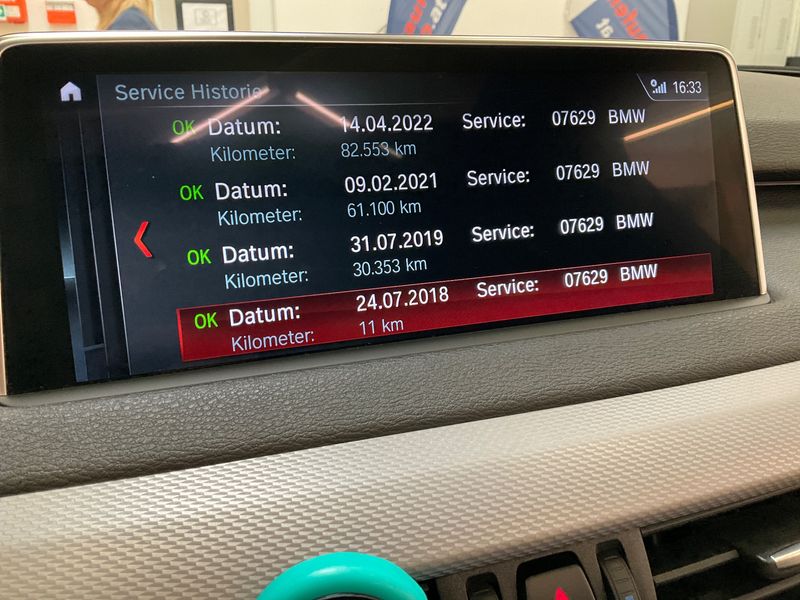 Service Historie
16:33
OK Datum: 14.04.2022 Service: 07629 BMW
Kilometer: 82.553 km
OK Datum: 09.02.2021 Service: 07629 BMW
Kilometer: 61.100 km
OK Datum: 31.07.2019 Service: 07629 BMW
Kilometer: 30.353 km
OK Datum: 24.07.2018 Service: 07629 BMW
Kilometer: 11 km